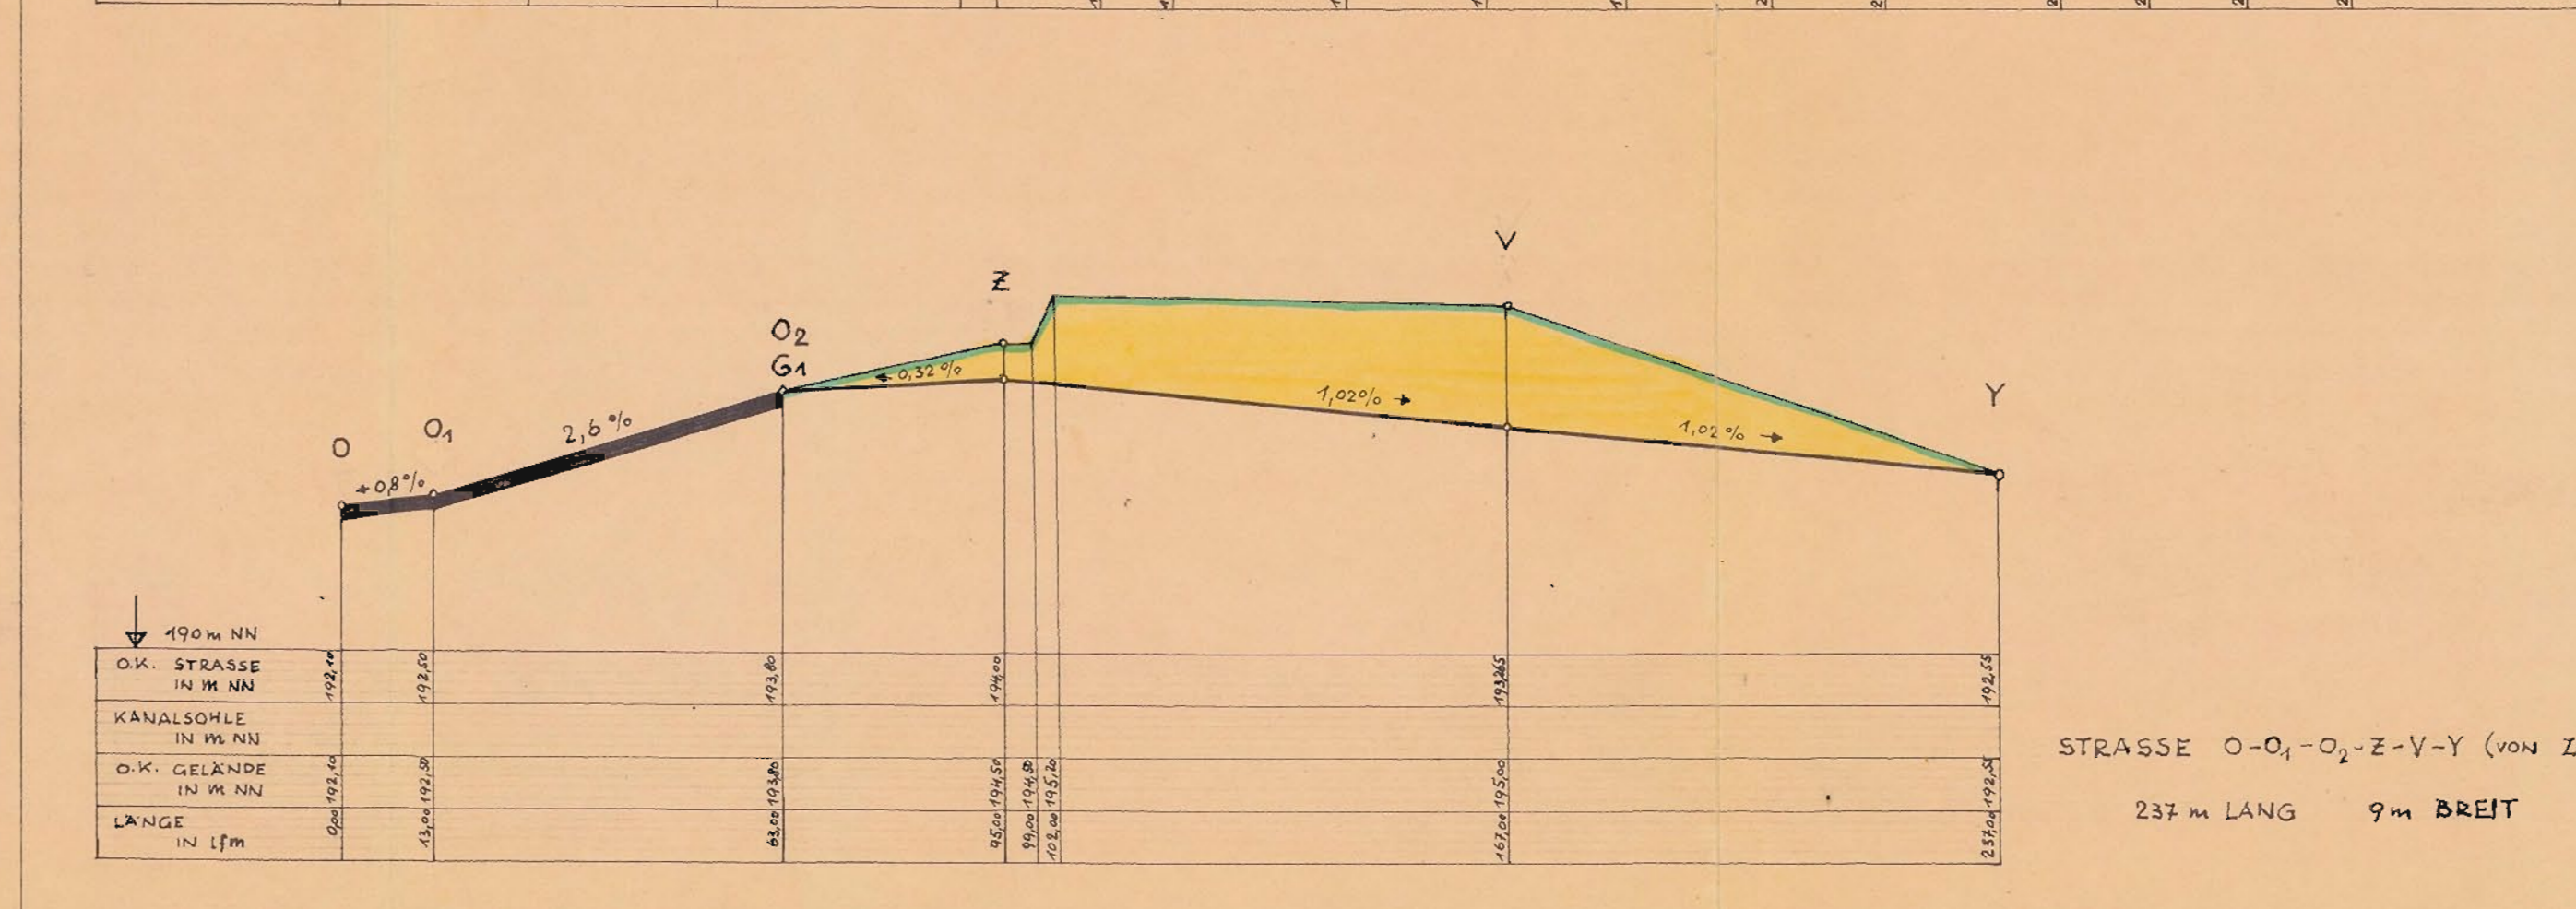 V
Z
O2
G1
← 0,32%
1,02% →
Y
2,6%
O
O1
1,02% →
← 0,8%
190 m NN
O.K. STRASSE
IN m NN
192,10 192,50 193,80 194,00 193,265 192,55
KANALSOHLE
IN m NN
STRASSE O-O1-O2-Z-V-Y (VON
O.K. GELÄNDE
IN m NN
192,10 192,50 193,80 194,50 194,50 195,20 195,00 192,55
237 m LANG 9m BREIT
LÄNGE
IN lfm
0,00 13,00 63,00 95,00 99,00 102,00 167,00 237,00